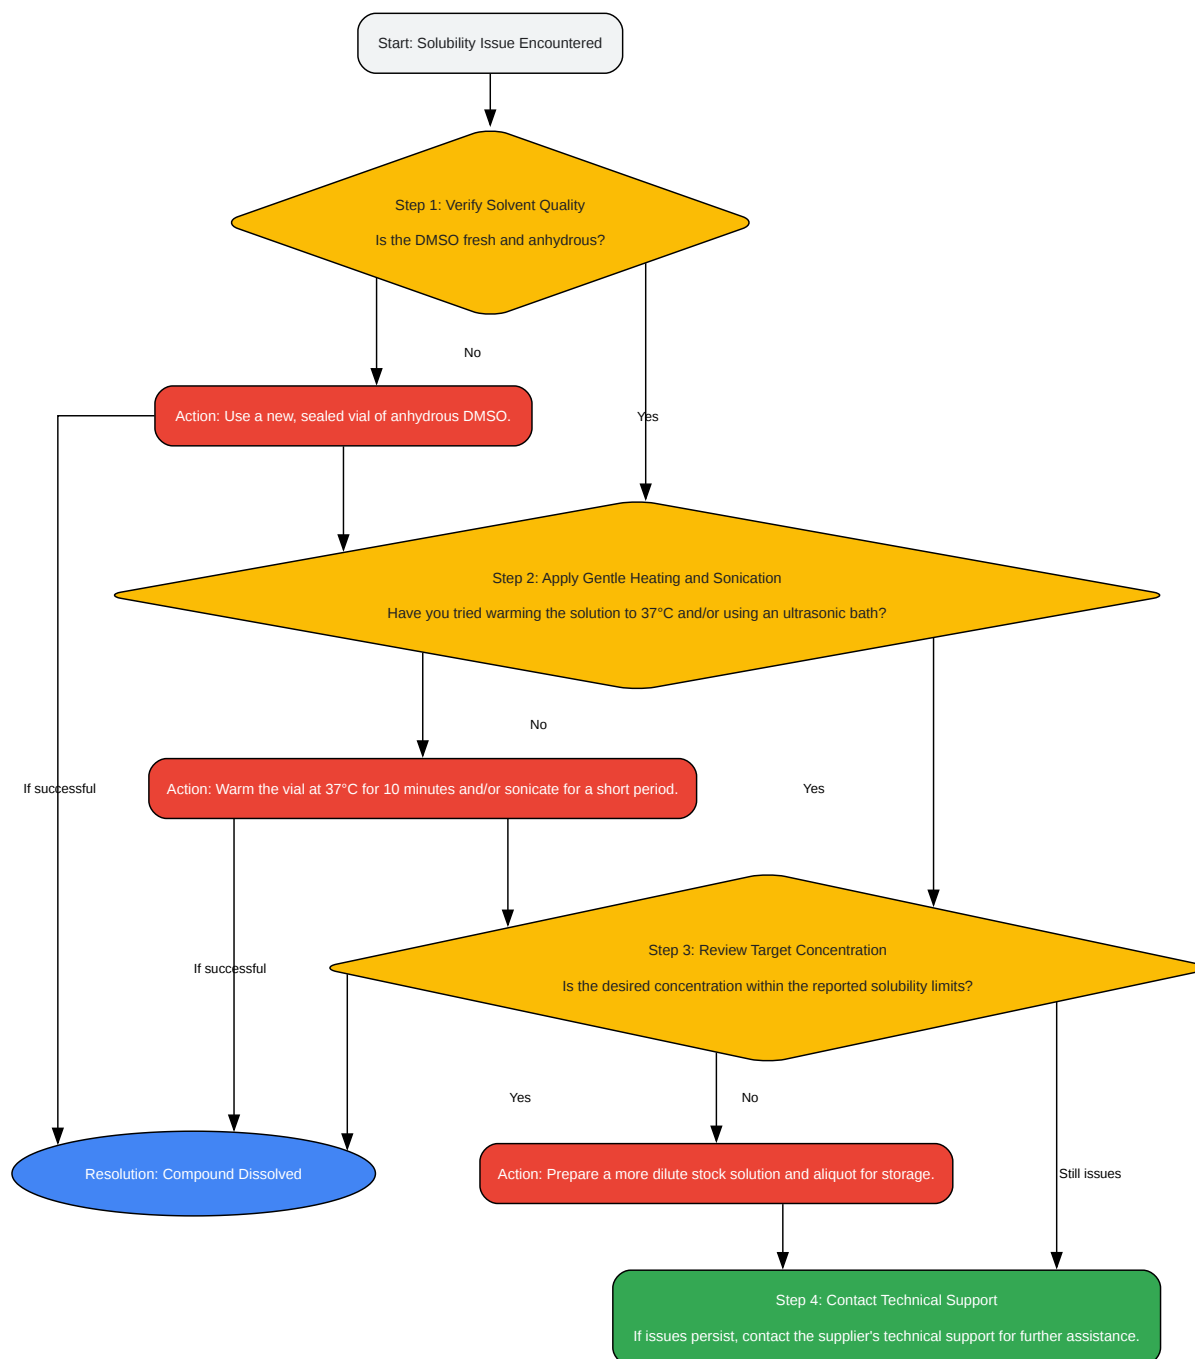 Start: Solubility Issue Encountered
Step 1: Verify Solvent Quality
Is the DMSO fresh and anhydrous?
No
Action: Use a new, sealed vial of anhydrous DMSO.
Yes
Step 2: Apply Gentle Heating and Sonication
Have you tried warming the solution to 37°C and/or using an ultrasonic bath?
No
If successful
Action: Warm the vial at 37°C for 10 minutes and/or sonicate for a short period.
Yes
Step 3: Review Target Concentration
If successful
Is the desired concentration within the reported solubility limits?
Yes
No
Resolution: Compound Dissolved
Action: Prepare a more dilute stock solution and aliquot for storage.
Still issues
Step 4: Contact Technical Support
If issues persist, contact the supplier's technical support for further assistance.